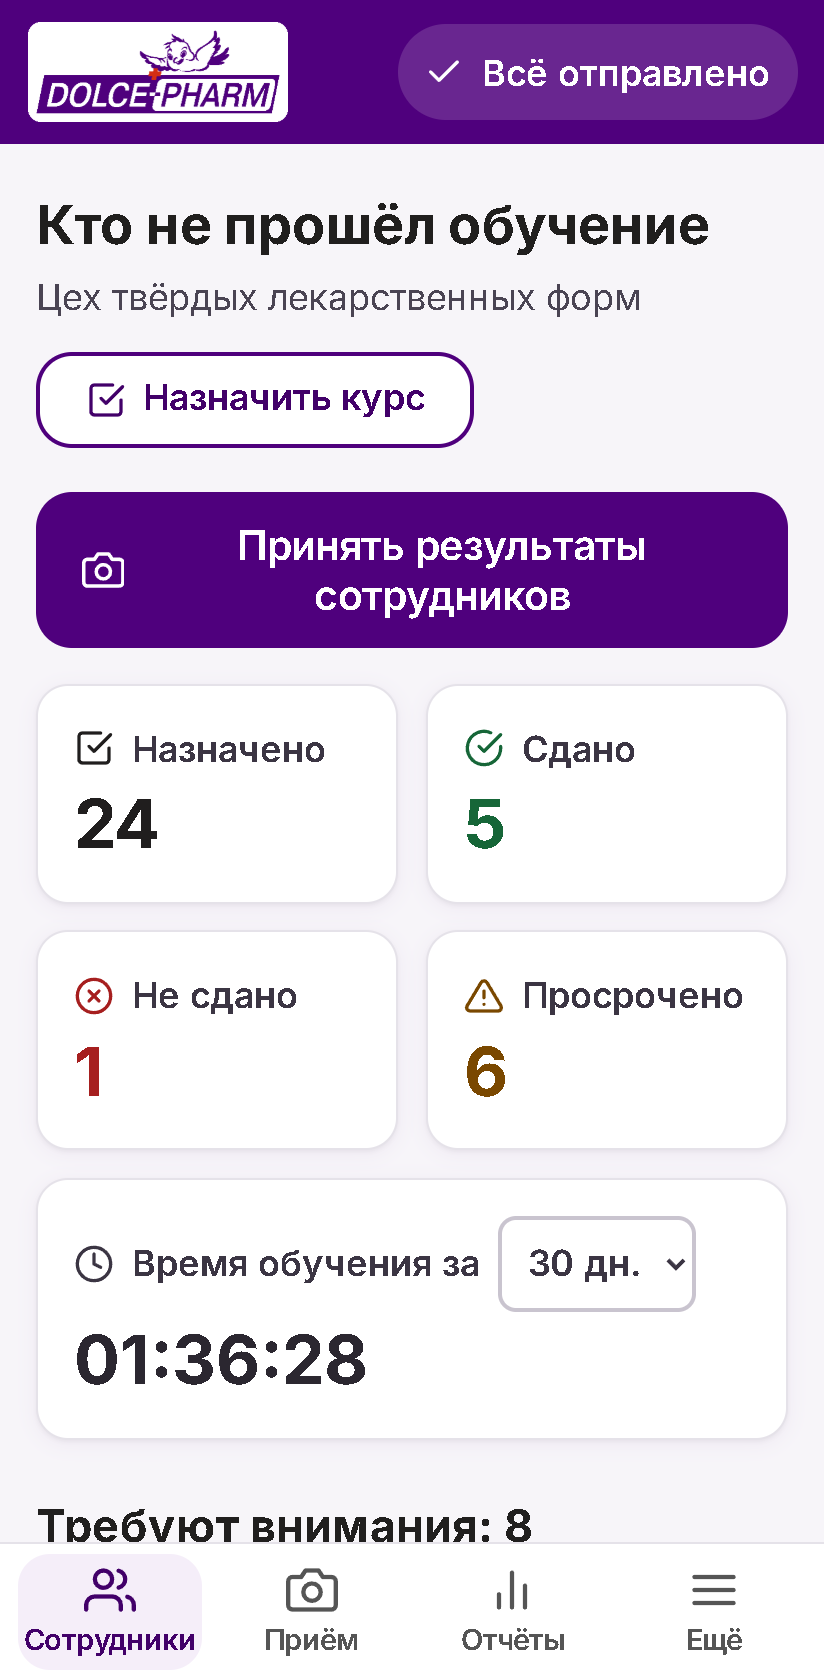 DOLCE-PHARM
Всё отправлено
Кто не прошёл обучение
Цех твёрдых лекарственных форм
Назначить курс
Принять результаты
сотрудников
Назначено
24
Сдано
5
Не сдано
1
Просрочено
6
Время обучения за
30 дн.
01:36:28
Требуют внимания: 8
Сотрудники
Приём
Отчёты
Ещё